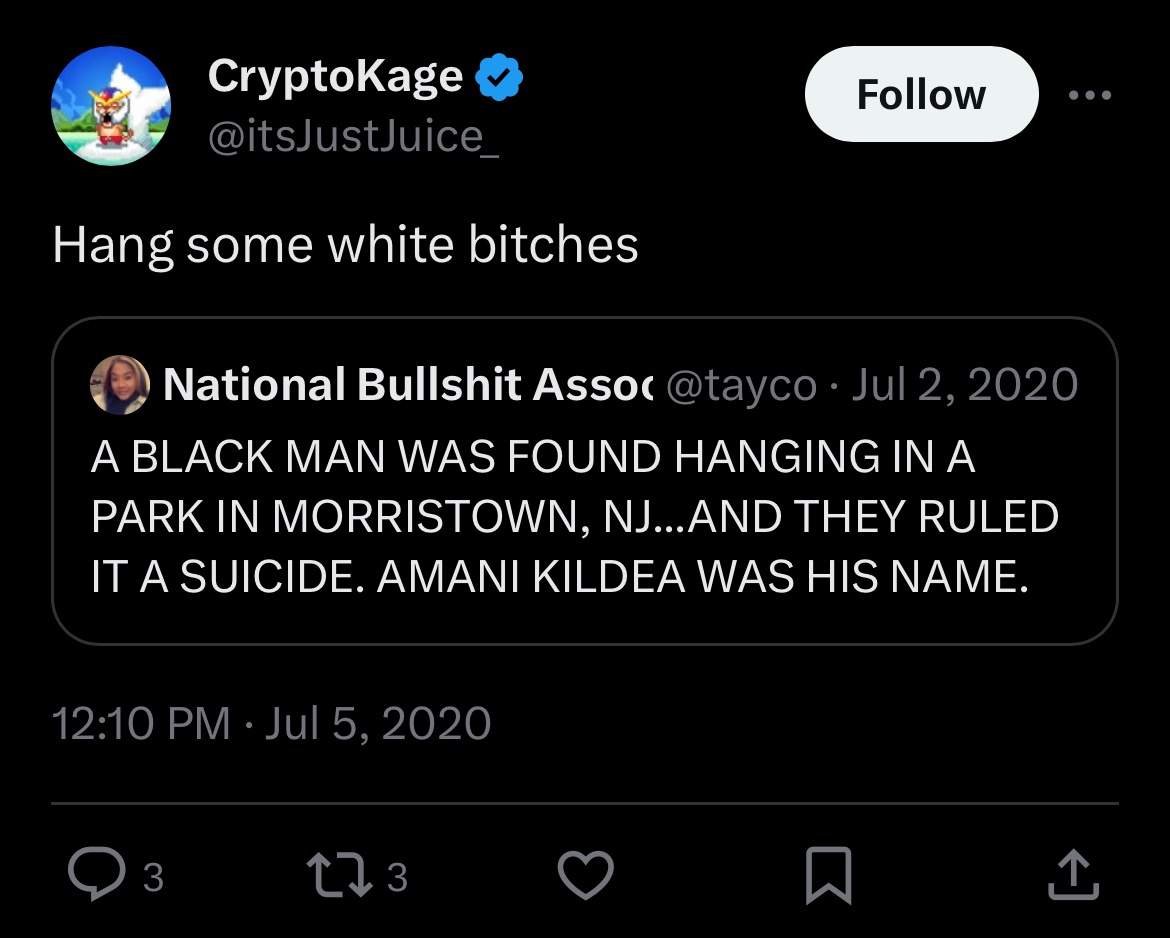 CryptoKage
Follow
@itsJustJuice_
Hang some white bitches
National Bullshit Assoc @tayco · Jul 2, 2020
A BLACK MAN WAS FOUND HANGING IN A
PARK IN MORRISTOWN, NJ...AND THEY RULED
IT A SUICIDE. AMANI KILDEA WAS HIS NAME.
12:10 PM · Jul 5, 2020
3
3